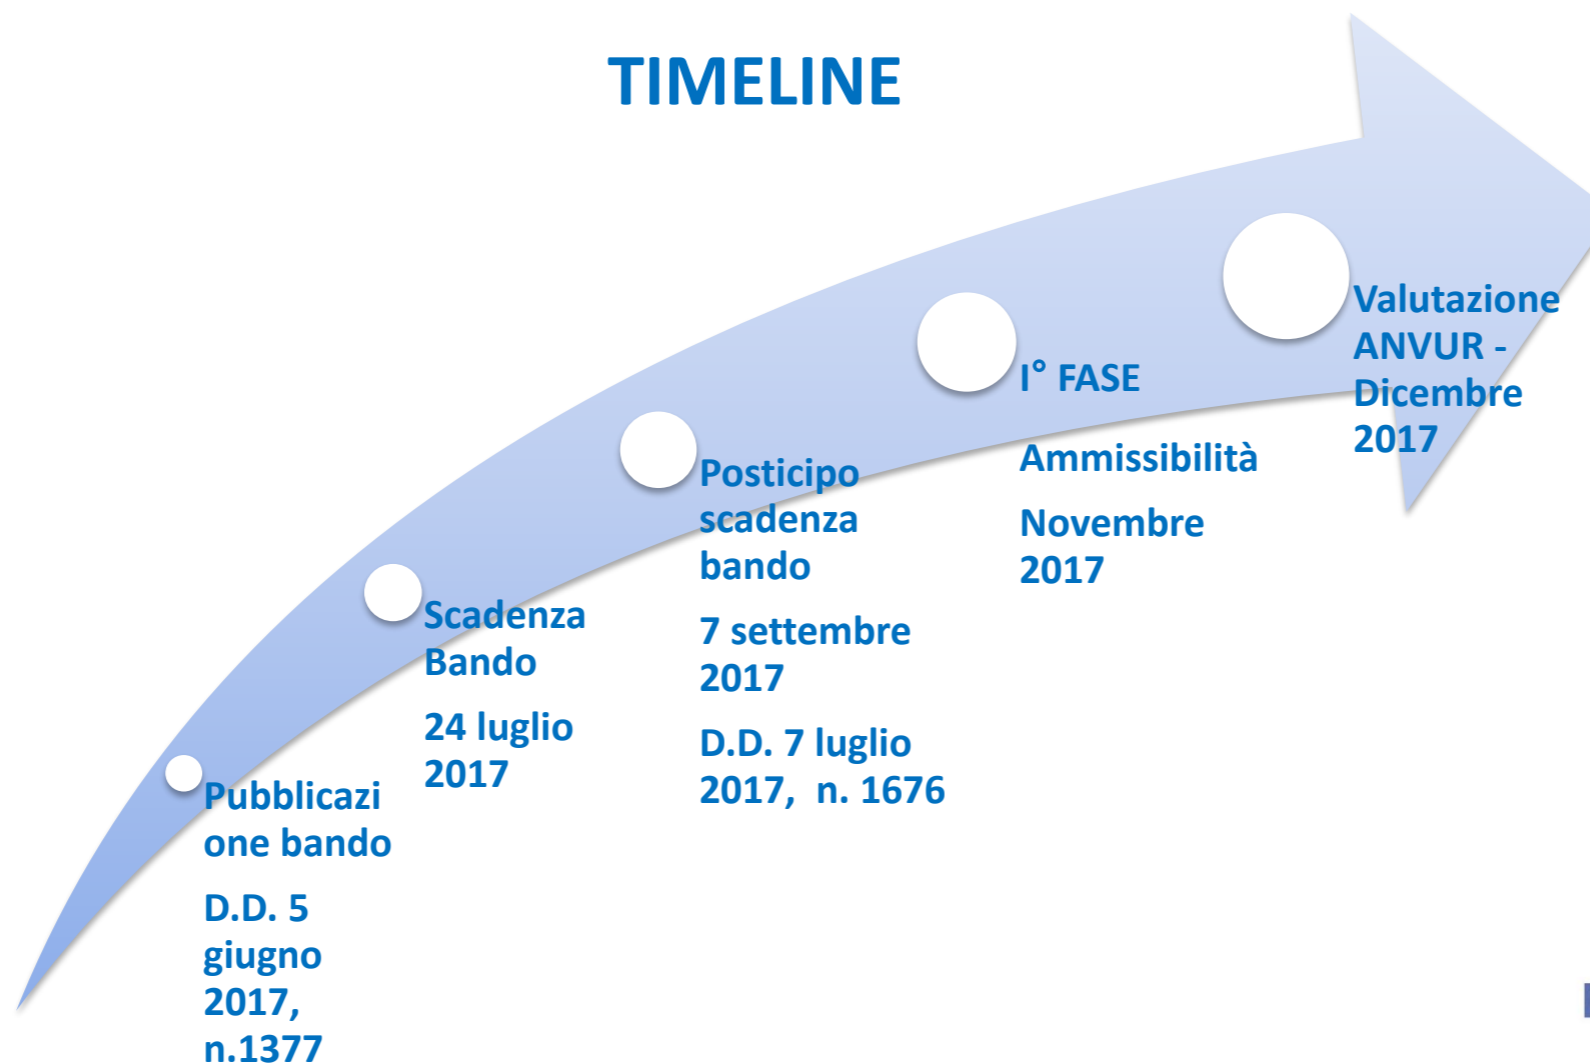 TIMELINE
Pubblicazi
one bando
D.D. 5
giugno
2017,
n.1377
Scadenza
Bando
24 luglio
2017
Posticipo
scadenza
bando
7 settembre
2017
D.D. 7 luglio
2017,  n. 1676
I° FASE
Ammissibilità
Novembre
2017
Valutazione
ANVUR -
Dicembre
2017